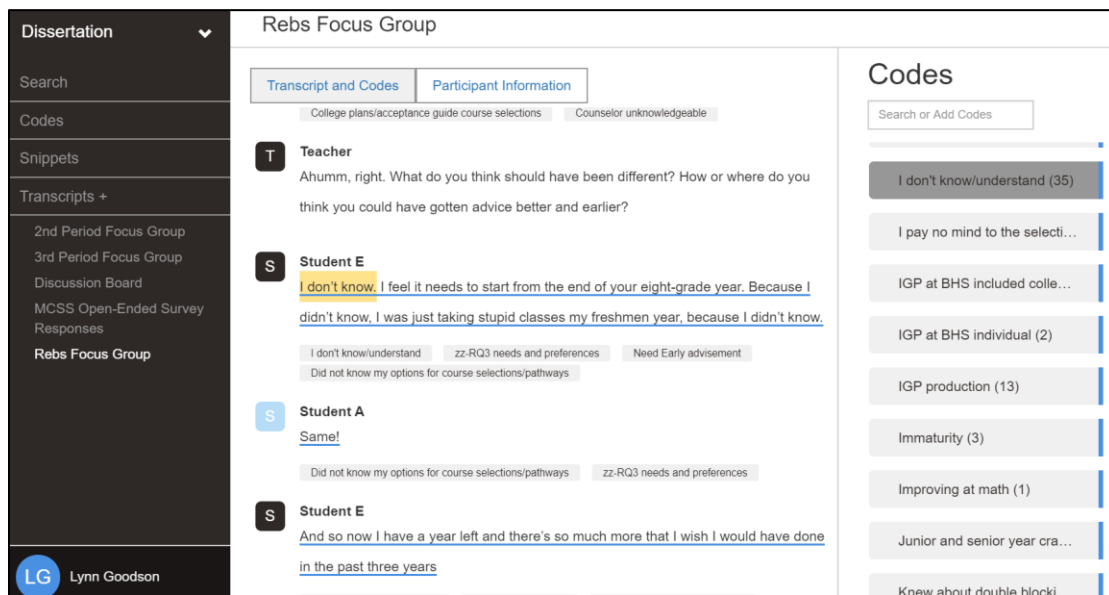 Dissertation
Search
Codes
Snippets
Transcripts +
2nd Period Focus Group
3rd Period Focus Group
Discussion Board
MCSS Open-Ended Survey
Responses
Rebs Focus Group
LG
Lynn Goodson
Rebs Focus Group
Transcript and Codes
Participant Information
College plans/acceptance guide course selections
Counselor unknowledgeable
T
Teacher
Ahumm, right. What do you think should have been different? How or where do you
think you could have gotten advice better and earlier?
S
Student E
I don't know. I feel it needs to start from the end of your eight-grade year. Because I
didn't know, I was just taking stupid classes my freshmen year, because I didn't know.
I don't know/understand
zz-RQ3 needs and preferences
Need Early advisement
Did not know my options for course selections/pathways
S
Student A
Same!
Did not know my options for course selections/pathways
zz-RQ3 needs and preferences
S
Student E
And so now I have a year left and there's so much more that I wish I would have done
in the past three years
Codes
Search or Add Codes
I don't know/understand (35)
I pay no mind to the selecti...
IGP at BHS included colle...
IGP at BHS individual (2)
IGP production (13)
Immaturity (3)
Improving at math (1)
Junior and senior year cra...
Knew about double blocki...